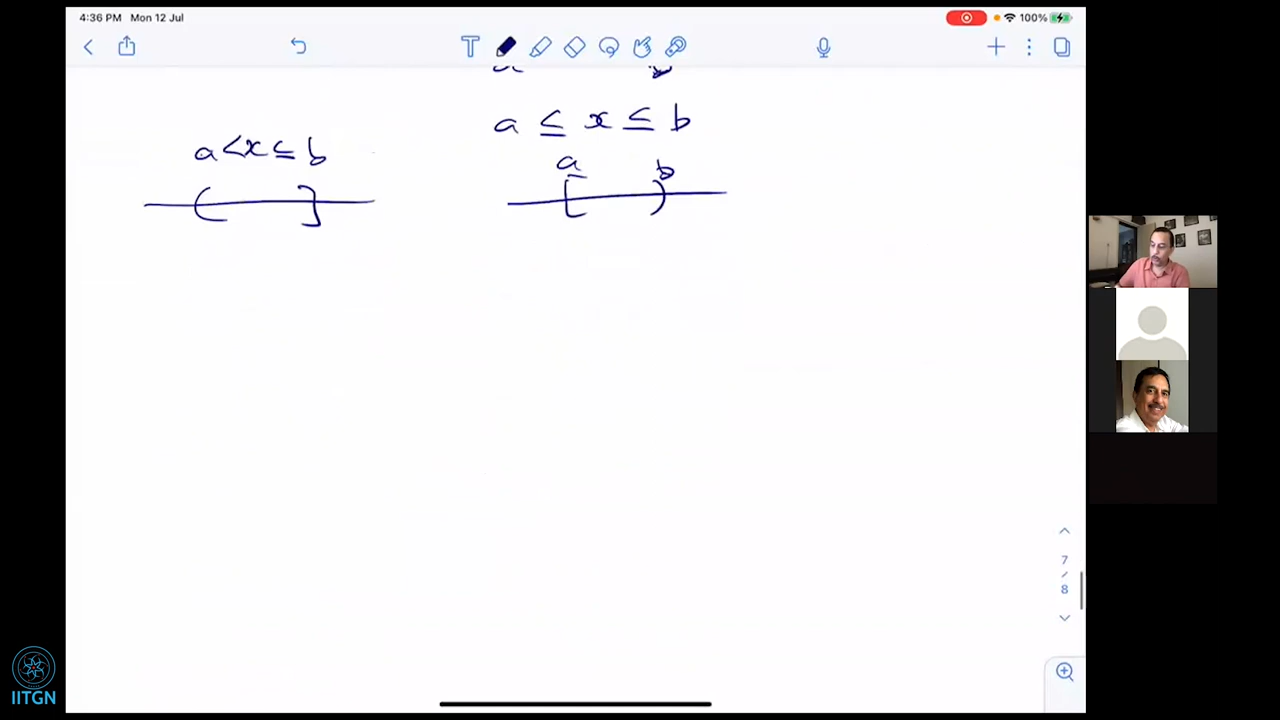 4:36 PM Mon 12 Jul
100%
T
a b
a ≤ x ≤ b
a < x ≤ b
a b
( ]
[ )
7
/
8
IITGN